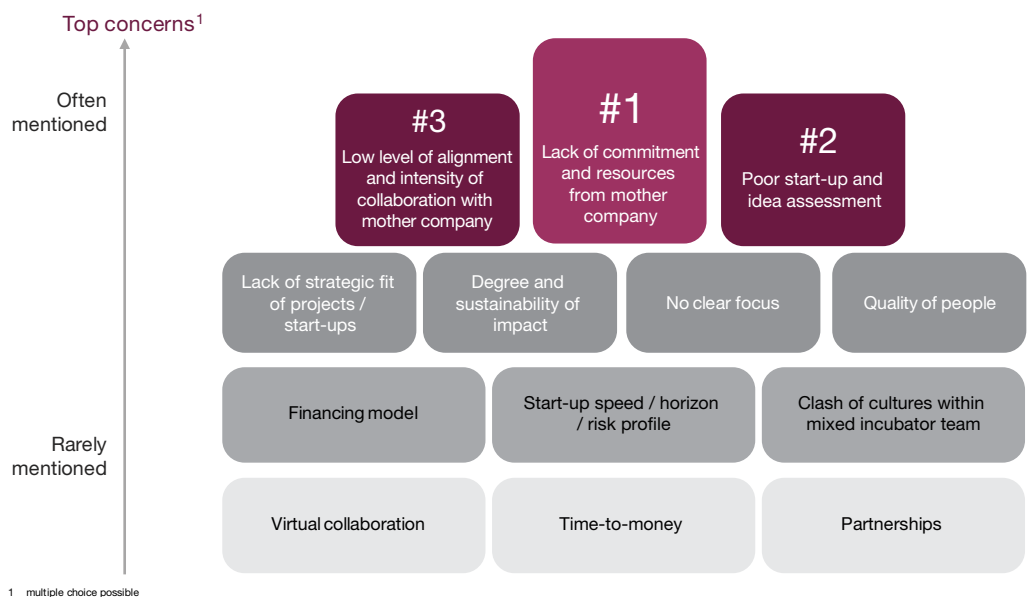 Top concerns1
Often
mentioned
#3
Low level of alignment
and intensity of
collaboration with
mother company
#1
Lack of commitment
and resources
from mother
company
#2
Poor start-up and
idea assessment
Lack of strategic fit
of projects /
start-ups
Degree and
sustainability of
impact
No clear focus
Quality of people
Rarely
mentioned
Financing model
Start-up speed / horizon
/ risk profile
Clash of cultures within
mixed incubator team
Virtual collaboration
Time-to-money
Partnerships
1 multiple choice possible